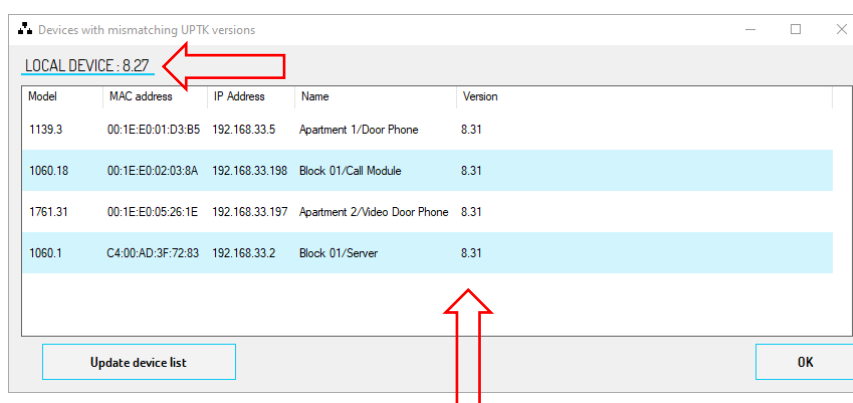 Devices with mismatching UPTK versions
LOCAL DEVICE : 8.27
Model MAC address IP Address Name Version
1139.3 00:1E:E0:01:D3:B5 192.168.33.5 Apartment 1/Door Phone 8.31
1060.18 00:1E:E0:02:03:8A 192.168.33.198 Block 01/Call Module 8.31
1761.31 00:1E:E0:05:26:1E 192.168.33.197 Apartment 2/Video Door Phone 8.31
1060.1 C4:00:AD:3F:72:83 192.168.33.2 Block 01/Server 8.31
Update device list OK